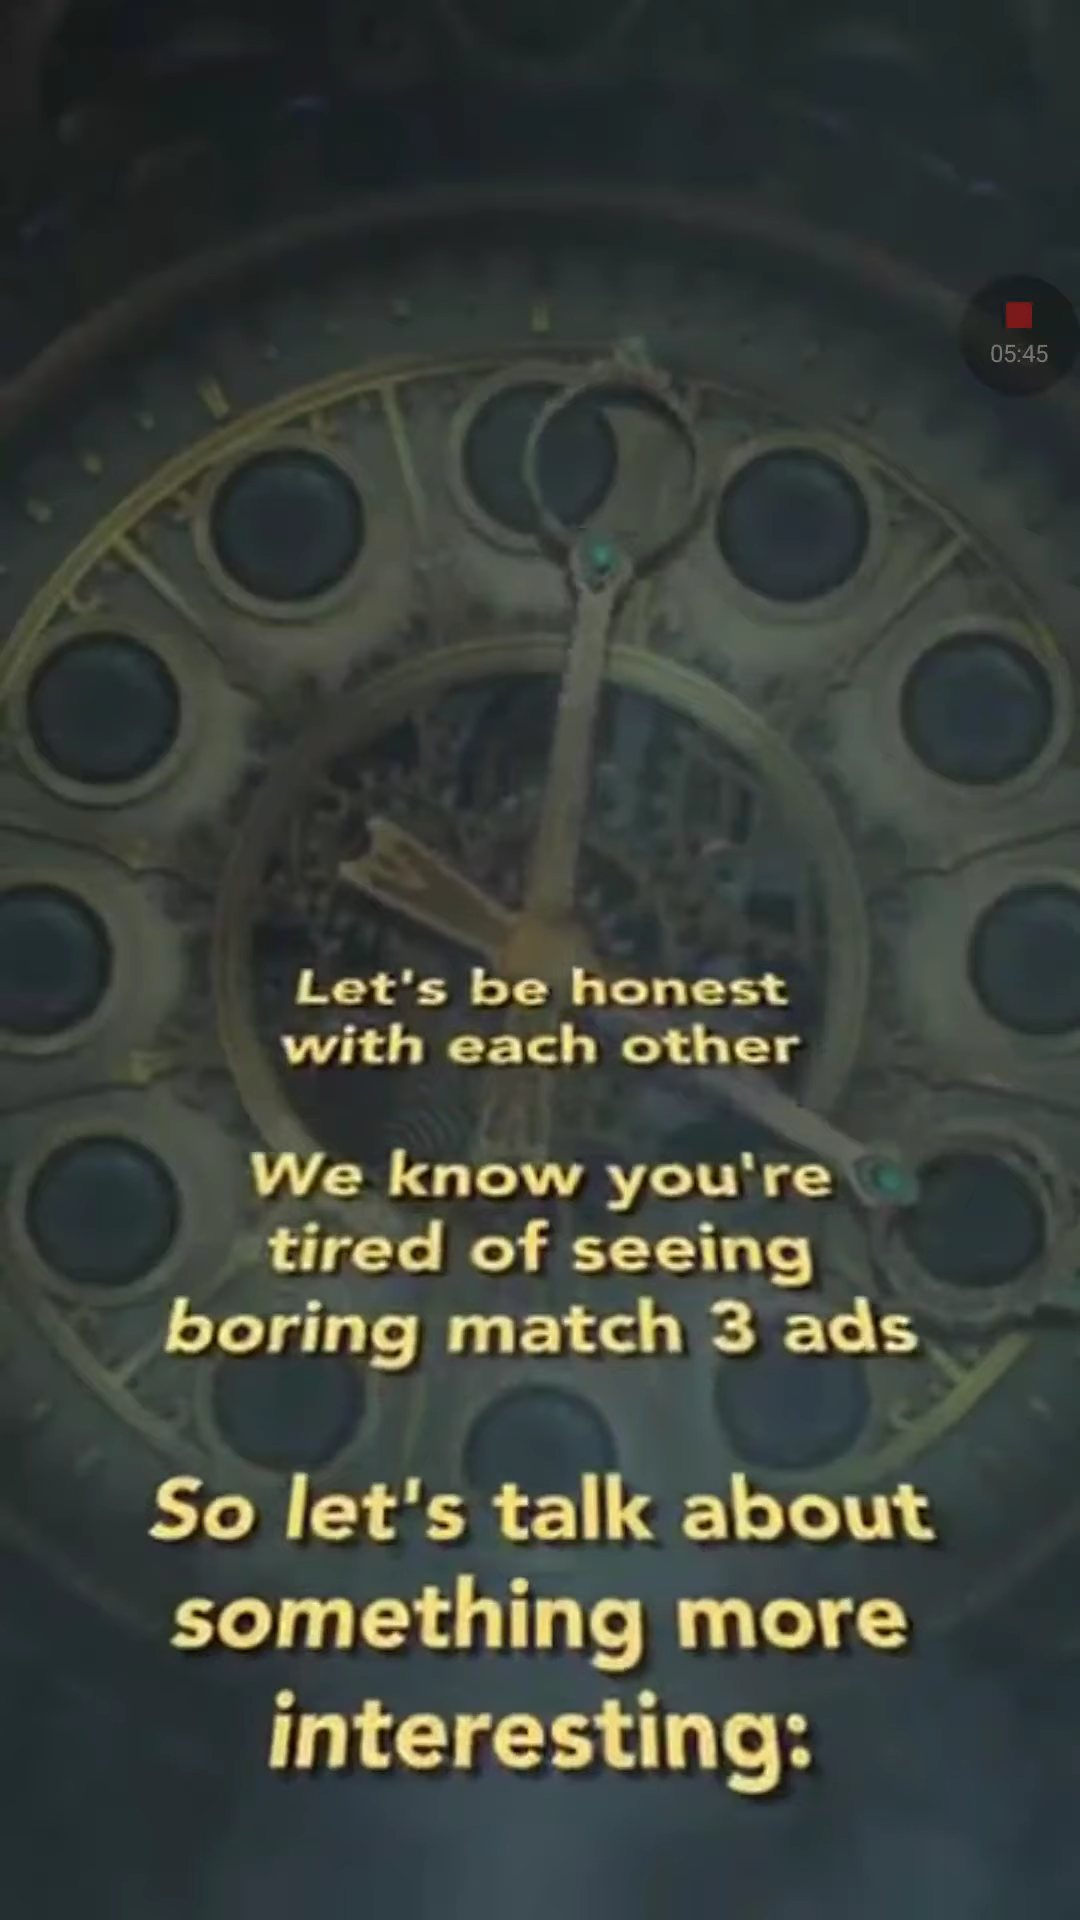 05:45
Let's be honest
with each other
We know you're
tired of seeing
boring match 3 ads
So let's talk about
something more
interesting: